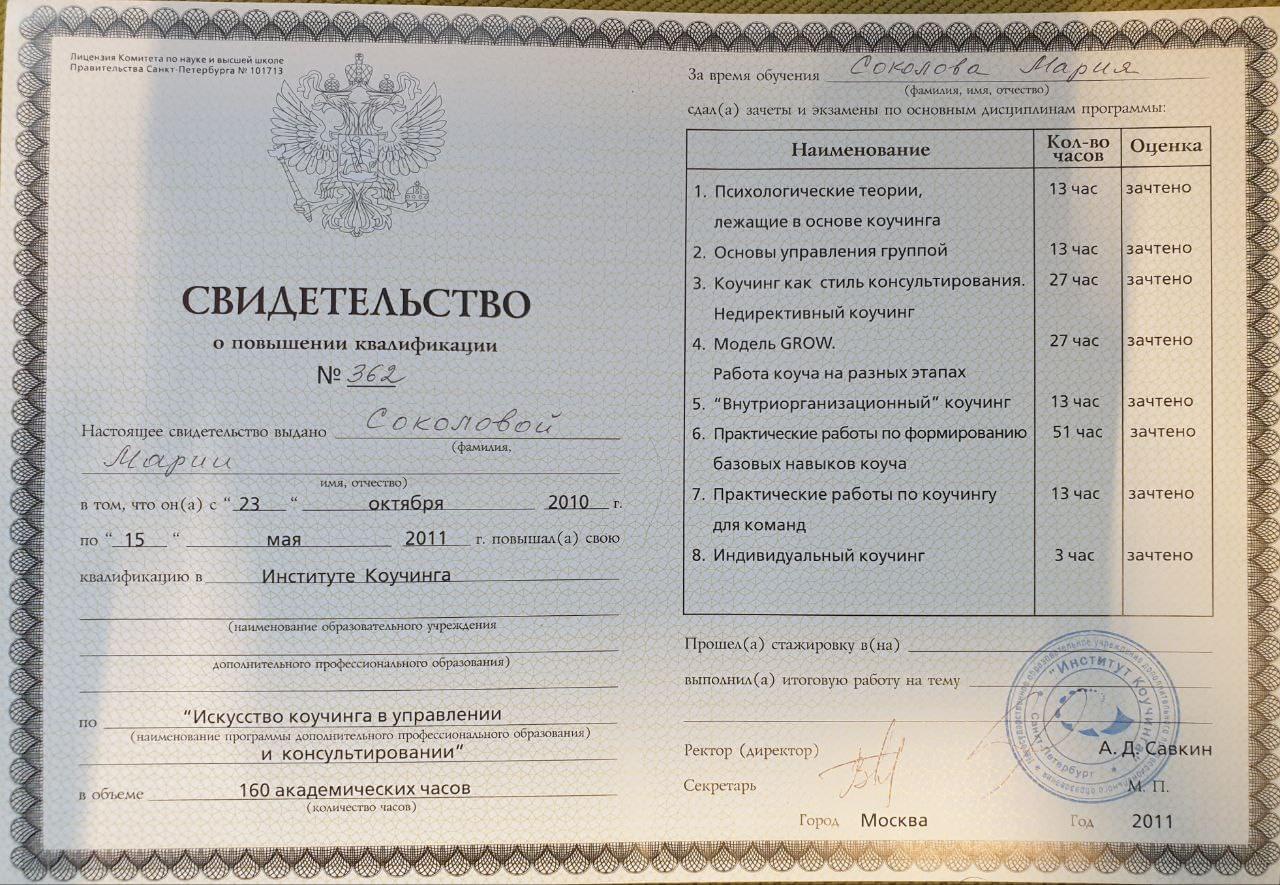 Лицензия Комитета по науке и высшей школе
Правительства Санкт-Петербурга № 101713
СВИДЕТЕЛЬСТВО
о повышении квалификации
№ 362
Настоящее свидетельство выдано Соколовой
(фамилия,
Марии
имя, отчество)
в том, что он(а) с “ 23 “ октября 2010 г.
по “ 15 “ мая 2011 г. повышал(а) свою
квалификацию в Институте Коучинга
(наименование образовательного учреждения
дополнительного профессионального образования)
по “Искусство коучинга в управлении
(наименование программы дополнительного профессионального образования)
и консультировании”
в объеме 160 академических часов
(количество часов)
За время обучения Соколова Мария
(фамилия, имя, отчество)
сдал(а) зачеты и экзамены по основным дисциплинам программы:
Наименование Кол-во часов Оценка
1. Психологические теории, 13 час зачтено
лежащие в основе коучинга
2. Основы управления группой 13 час зачтено
3. Коучинг как стиль консультирования. 27 час зачтено
Недирективный коучинг
4. Модель GROW. 27 час зачтено
Работа коуча на разных этапах
5. “Внутриорганизационный” коучинг 13 час зачтено
6. Практические работы по формированию 51 час зачтено
базовых навыков коуча
7. Практические работы по коучингу 13 час зачтено
для команд
8. Индивидуальный коучинг 3 час зачтено
Прошел(а) стажировку в(на)
выполнил(а) итоговую работу на тему
Ректор (директор) А. Д. Савкин
Секретарь М. П.
Город Москва Год 2011
"Институт Коучинга"
Санкт-Петербург